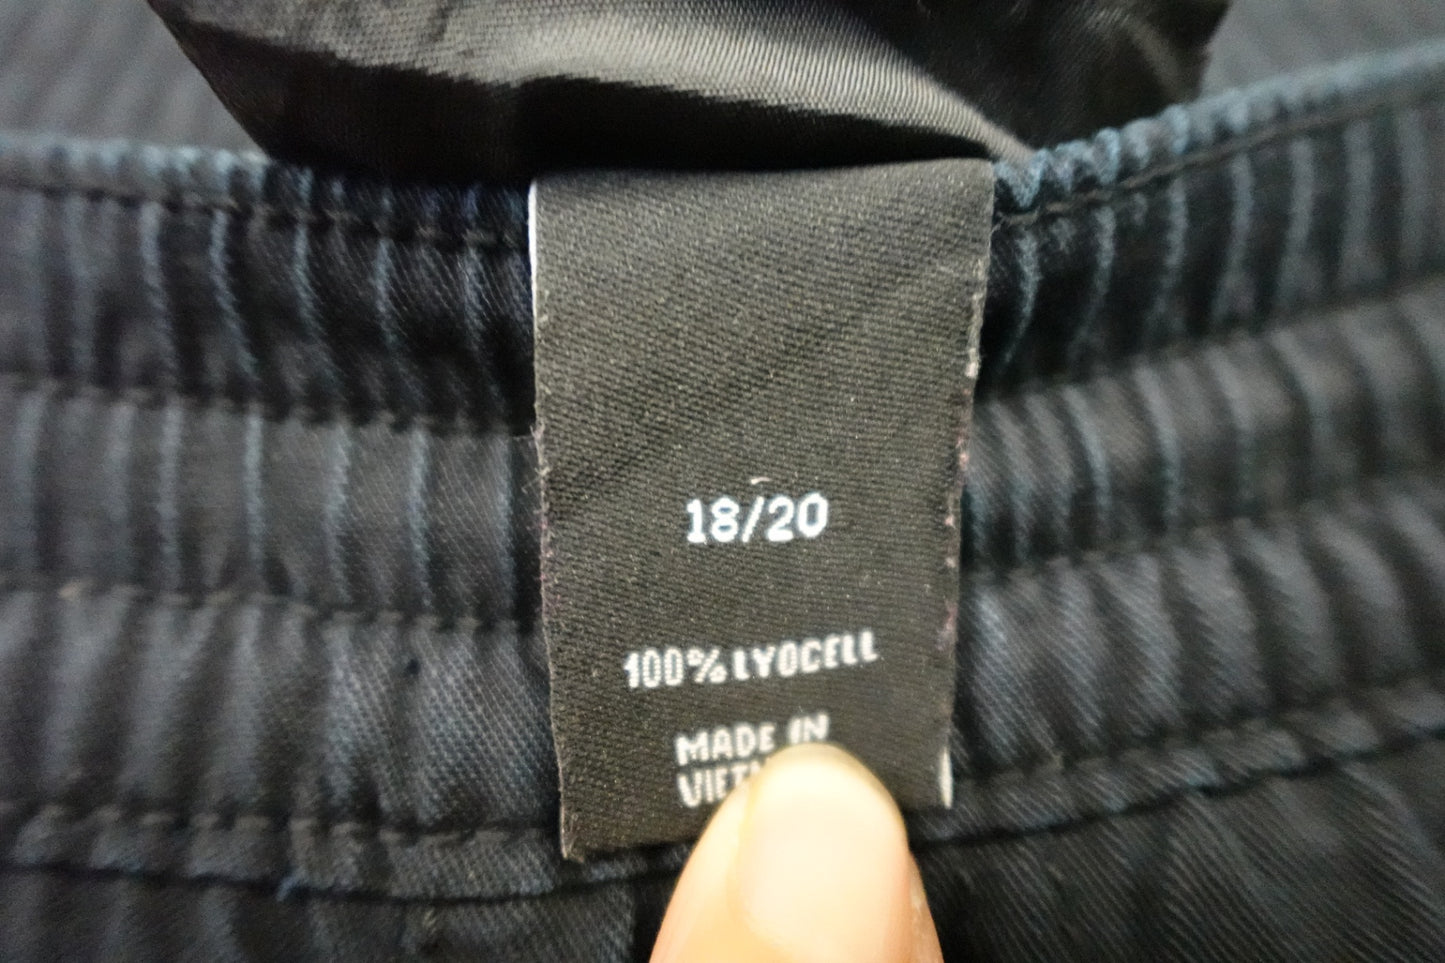 18/20
100% LYOCELL
MADE IN